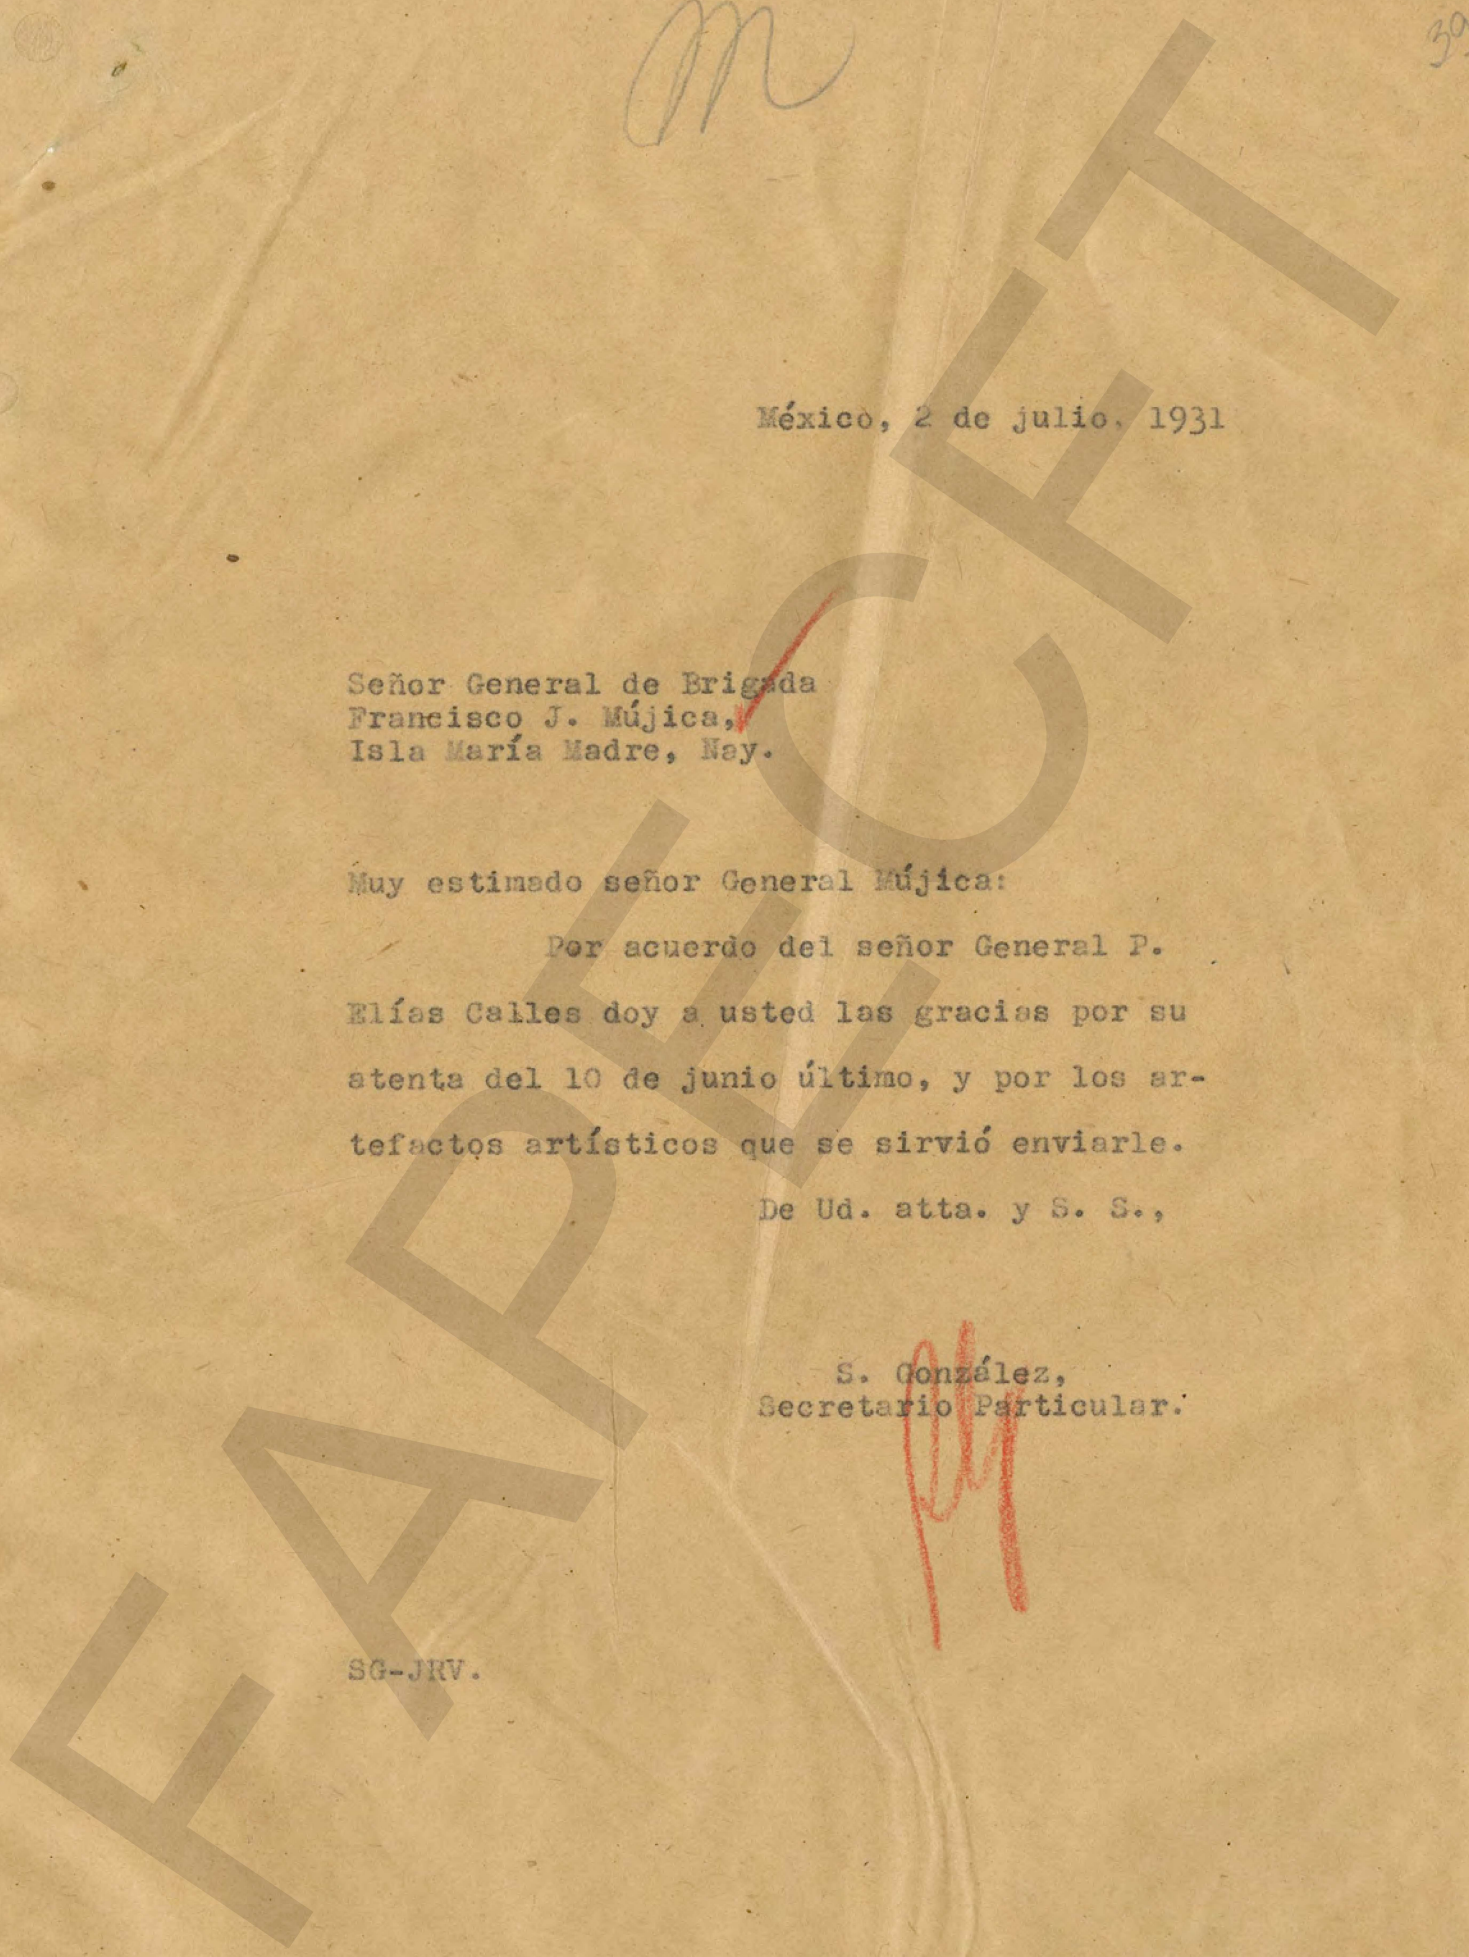 M
39
México, 2 de julio, 1931
Señor General de Brigada
Francisco J. Mújica,
Isla María Madre, Nay.
Muy estimado señor General Mújica:
Por acuerdo del señor General P.
Elías Calles doy a usted las gracias por su
atenta del 10 de junio último, y por los ar-
tefactos artísticos que se sirvió enviarle.
De Ud. atta. y S. S.,
S. González,
Secretario Particular.
SG-JRV.
FAPECFT